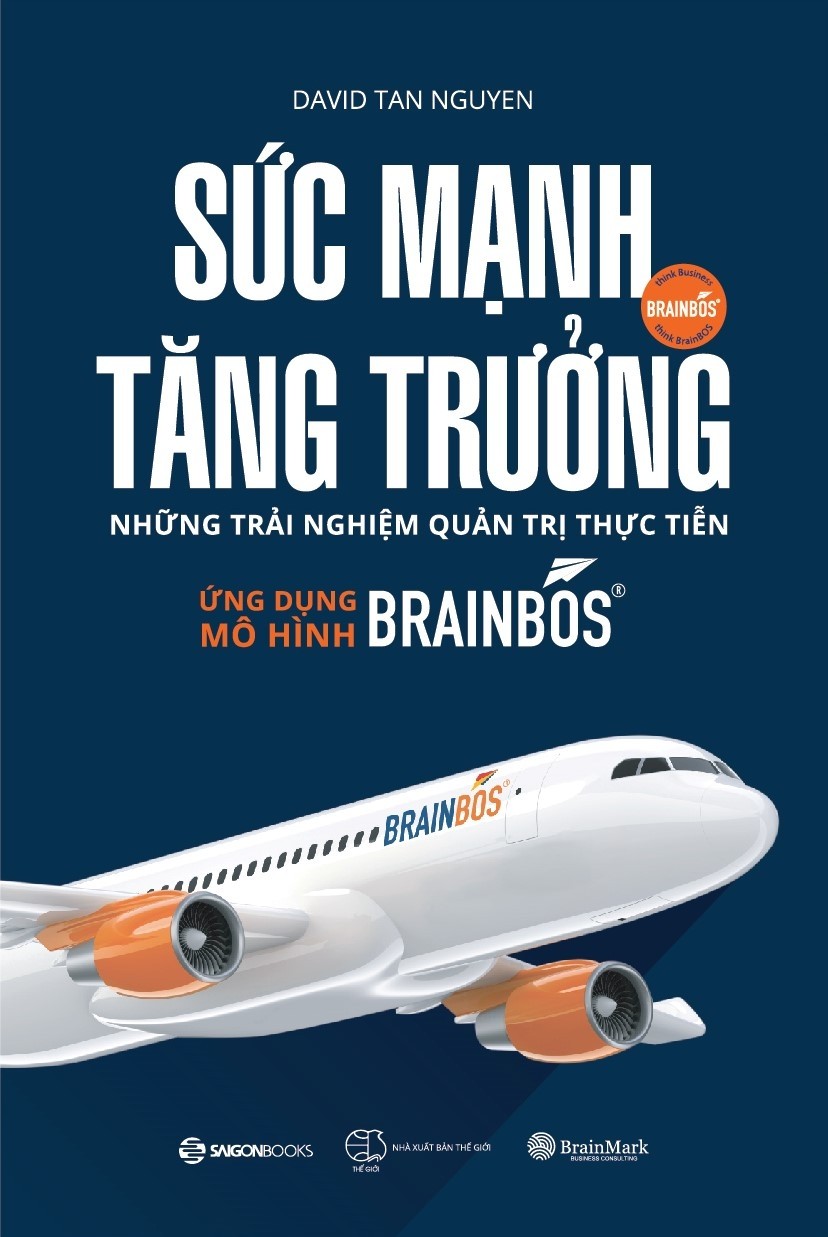 DAVID TAN NGUYEN
SỨC MẠNH
think Business
BRAINBOS®
think BrainBOS
TĂNG TRƯỞNG
NHỮNG TRẢI NGHIỆM QUẢN TRỊ THỰC TIỄN
ỨNG DỤNG
MÔ HÌNH
BRAINBOS®
BRAINBOS®
SAIGONBOOKS
THẾ GIỚI
NHÀ XUẤT BẢN THẾ GIỚI
BrainMark
BUSINESS CONSULTING